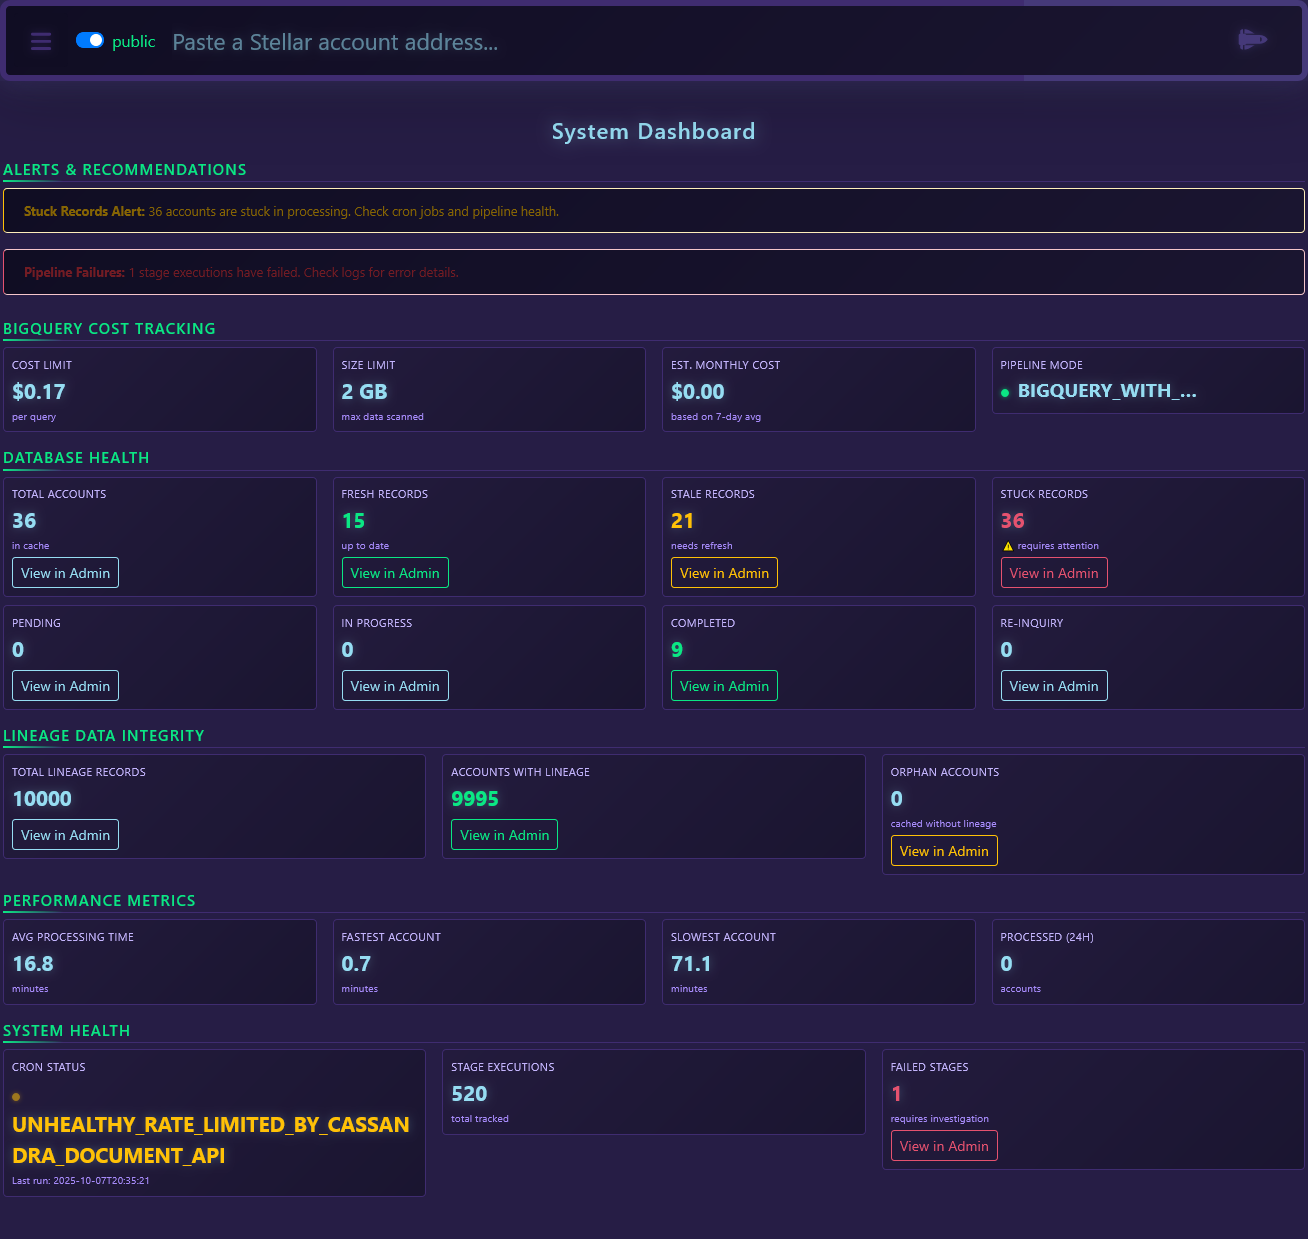 public
Paste a Stellar account address...
System Dashboard
ALERTS & RECOMMENDATIONS
Stuck Records Alert: 36 accounts are stuck in processing. Check cron jobs and pipeline health.
Pipeline Failures: 1 stage executions have failed. Check logs for error details.
BIGQUERY COST TRACKING
COST LIMIT
$0.17
per query
SIZE LIMIT
2 GB
max data scanned
EST. MONTHLY COST
$0.00
based on 7-day avg
PIPELINE MODE
BIGQUERY_WITH_...
DATABASE HEALTH
TOTAL ACCOUNTS
36
in cache
View in Admin
FRESH RECORDS
15
up to date
View in Admin
STALE RECORDS
21
needs refresh
View in Admin
STUCK RECORDS
36
requires attention
View in Admin
PENDING
0
View in Admin
IN PROGRESS
0
View in Admin
COMPLETED
9
View in Admin
RE-INQUIRY
0
View in Admin
LINEAGE DATA INTEGRITY
TOTAL LINEAGE RECORDS
10000
View in Admin
ACCOUNTS WITH LINEAGE
9995
View in Admin
ORPHAN ACCOUNTS
0
cached without lineage
View in Admin
PERFORMANCE METRICS
AVG PROCESSING TIME
16.8
minutes
FASTEST ACCOUNT
0.7
minutes
SLOWEST ACCOUNT
71.1
minutes
PROCESSED (24H)
0
accounts
SYSTEM HEALTH
CRON STATUS
UNHEALTHY_RATE_LIMITED_BY_CASSAN
DRA_DOCUMENT_API
Last run: 2025-10-07T20:35:21
STAGE EXECUTIONS
520
total tracked
FAILED STAGES
1
requires investigation
View in Admin